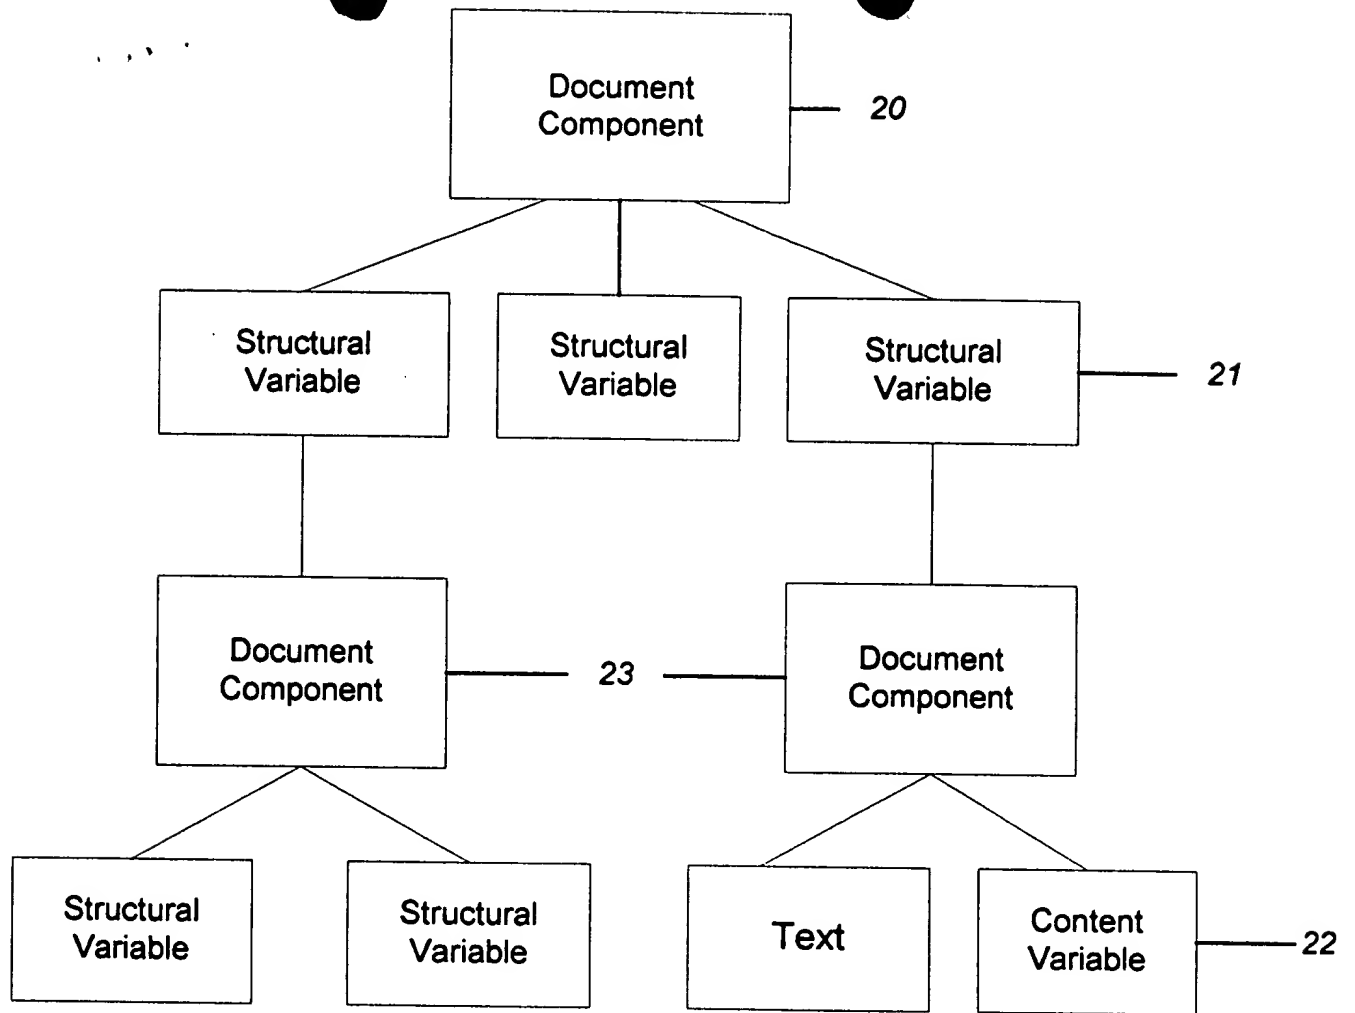 Document
Component
20
Structural
Variable
Structural
Variable
Structural
Variable
21
Document
Component
23
Document
Component
Structural
Variable
Structural
Variable
Text
Content
Variable
22